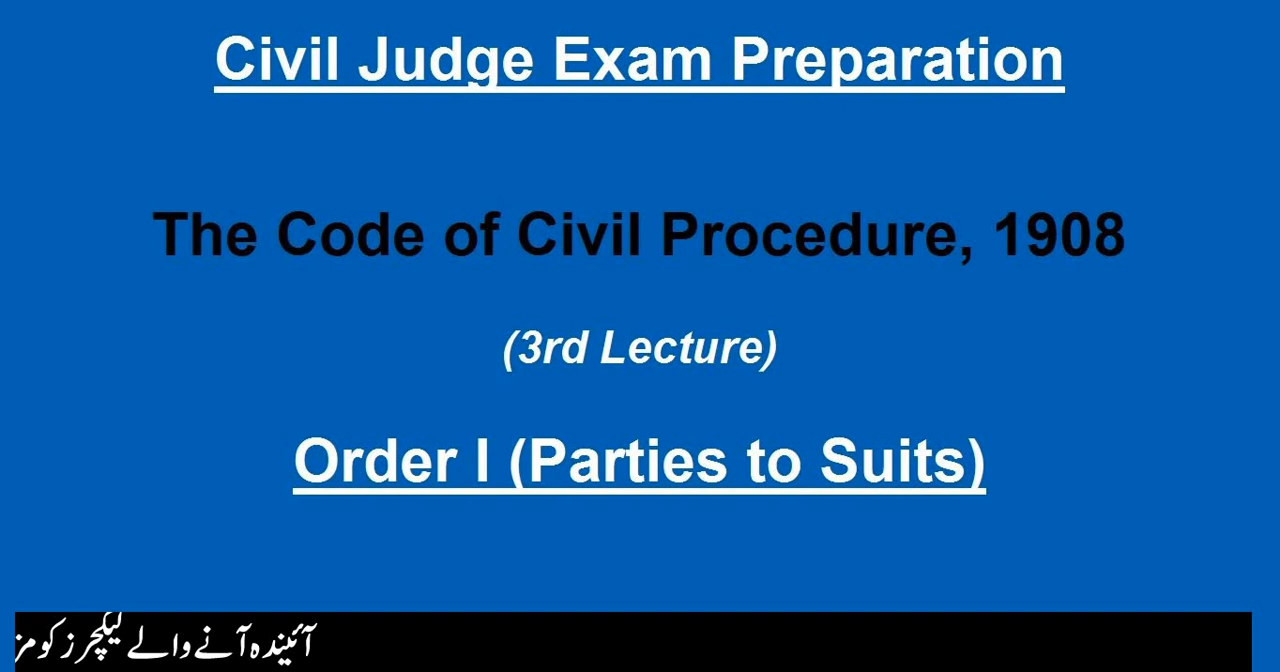 Civil Judge Exam Preparation
The Code of Civil Procedure, 1908
(3rd Lecture)
Order I (Parties to Suits)
آئیندہ آنے والے لیکچرز کو